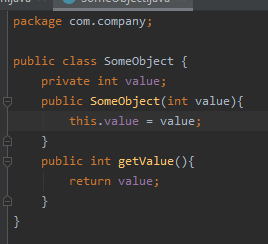 SomeObject.java
package com.company;
public class SomeObject {
private int value;
public SomeObject(int value){
this.value = value;
}
public int getValue(){
return value;
}
}